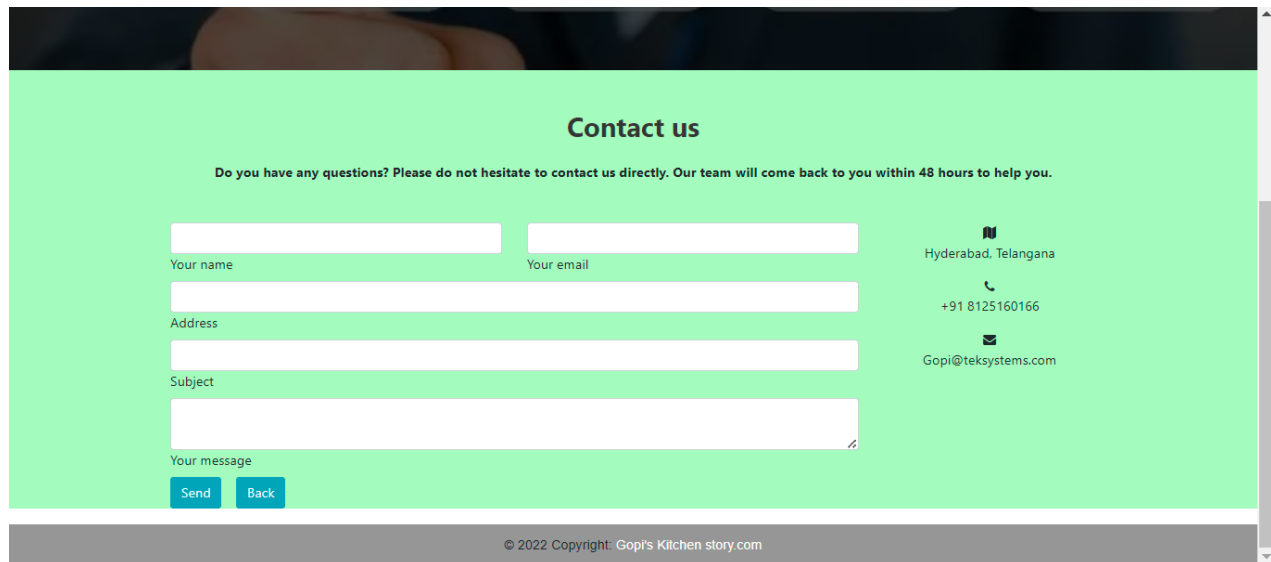 Contact us
Do you have any questions? Please do not hesitate to contact us directly. Our team will come back to you within 48 hours to help you.
Your name
Your email
Address
Subject
Your message
Send
Back
Hyderabad, Telangana
+91 8125160166
Gopi@teksystems.com
© 2022 Copyright: Gopi's Kitchen story.com